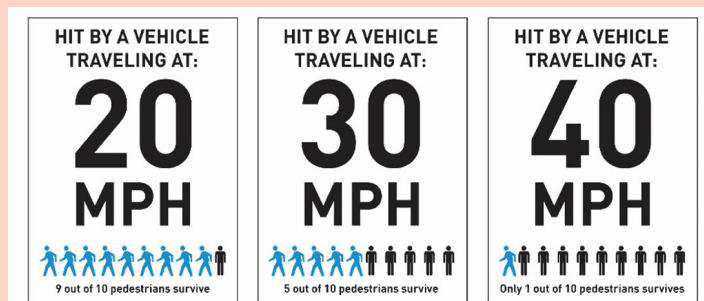 HIT BY A VEHICLE
TRAVELING AT:
20
MPH
9 out of 10 pedestrians survive
HIT BY A VEHICLE
TRAVELING AT:
30
MPH
5 out of 10 pedestrians survive
HIT BY A VEHICLE
TRAVELING AT:
40
MPH
Only 1 out of 10 pedestrians survives